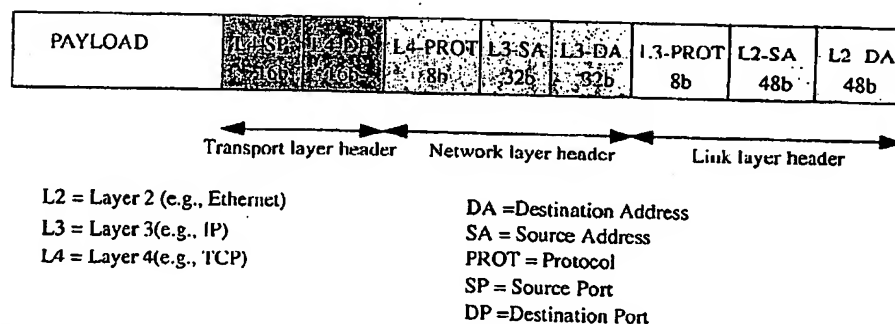 PAYLOAD
L4-SP
16b
L4-DP
16b
L4-PROT
8b
L3-SA
32b
L3-DA
32b
L3-PROT
8b
L2-SA
48b
L2-DA
48b
Transport layer header
Network layer header
Link layer header
L2 = Layer 2 (e.g., Ethernet)
L3 = Layer 3(e.g., IP)
L4 = Layer 4(e.g., TCP)
DA =Destination Address
SA = Source Address
PROT = Protocol
SP = Source Port
DP =Destination Port